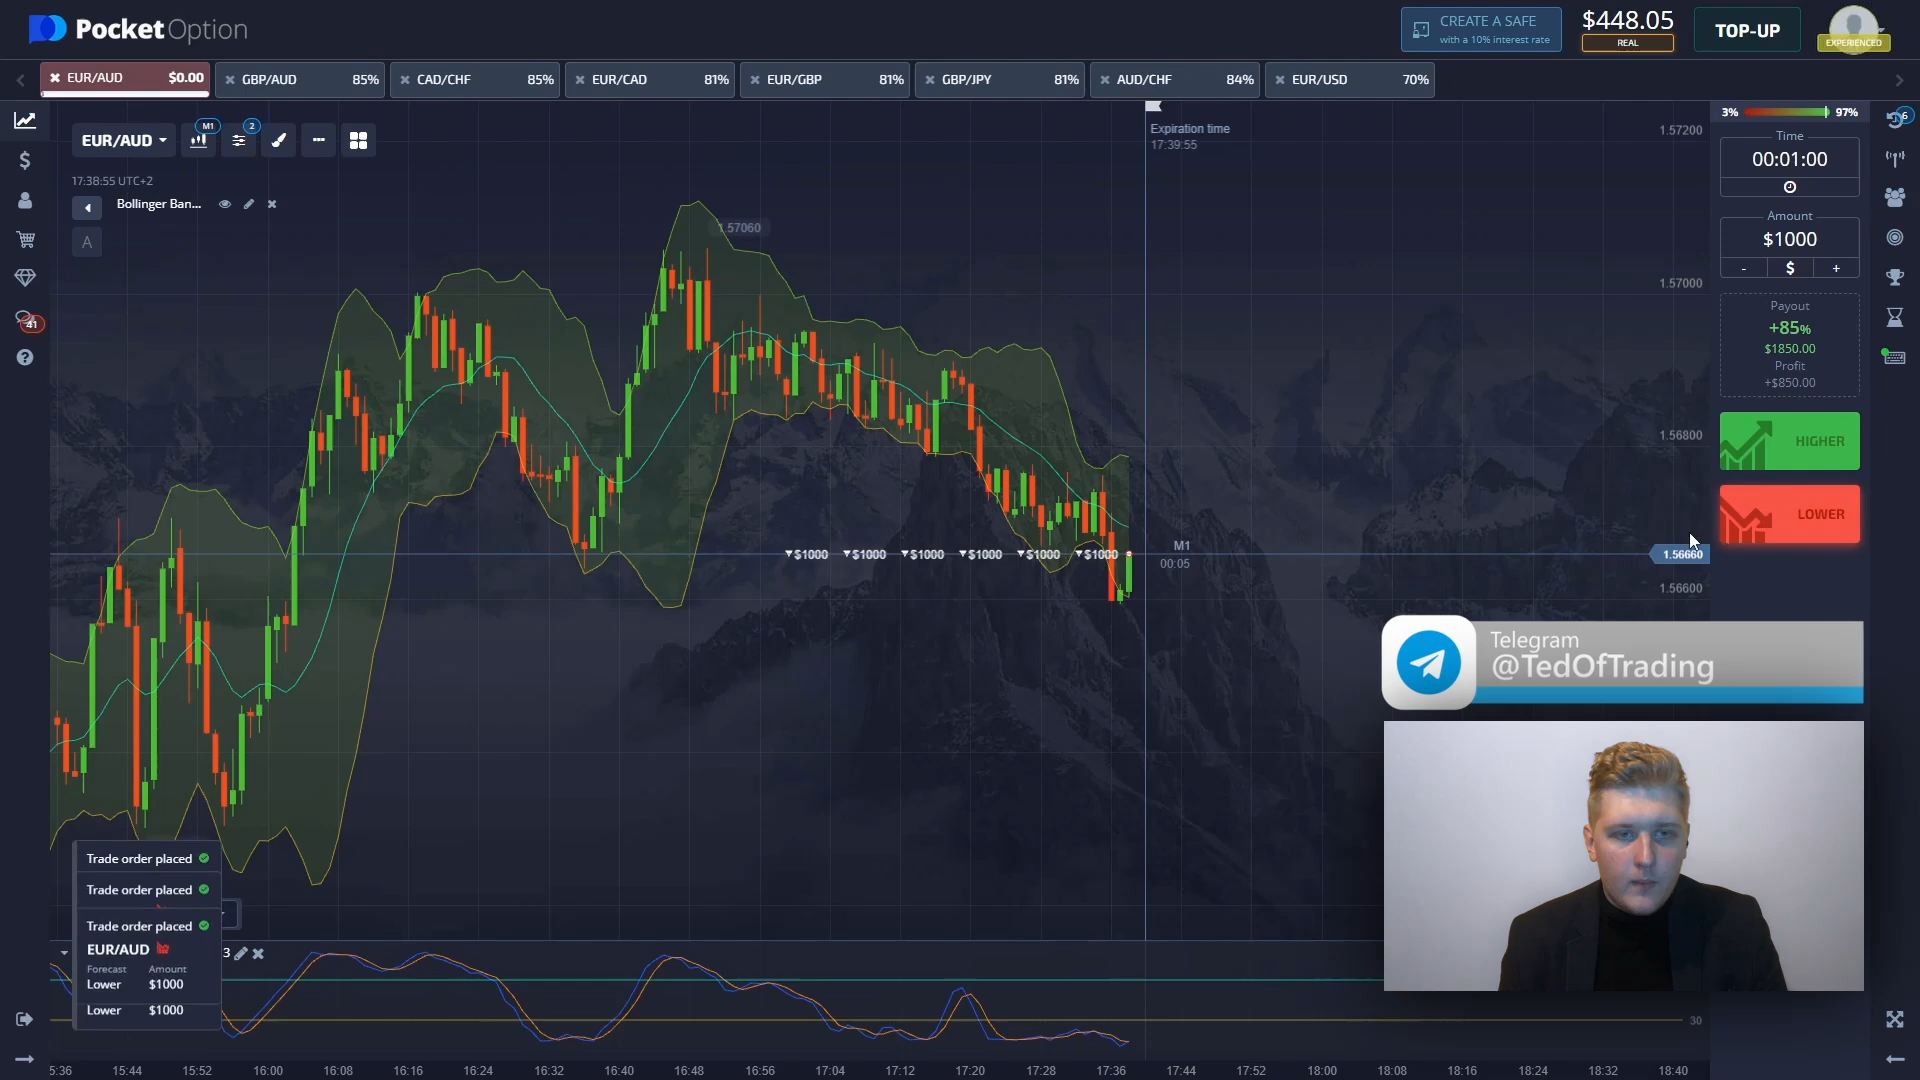 PocketOption
CREATE A SAFE
with a 10% interest rate
$448.05
REAL
TOP-UP
EXPERIENCED
EUR/AUD $0.00
GBP/AUD 85%
CAD/CHF 85%
EUR/CAD 81%
EUR/GBP 81%
GBP/JPY 81%
AUD/CHF 84%
EUR/USD 70%
EUR/AUD
M1
2
17:38:55 UTC+2
Bollinger Ban...
A
41
1.57060
Expiration time
17:39:55
M1
00:05
$1000 $1000 $1000 $1000 $1000 $1000
1.57200
1.57000
1.56800
1.56660
1.56600
3% 97%
6
Time
00:01:00
Amount
$1000
- $ +
Payout
+85%
$1850.00
Profit
+$850.00
HIGHER
LOWER
Telegram
@TedOfTrading
Trade order placed
Trade order placed
Trade order placed
EUR/AUD
Forecast Amount
Lower $1000
Lower $1000
3
30
5:36 15:44 15:52 16:00 16:08 16:16 16:24 16:32 16:40 16:48 16:56 17:04 17:12 17:20 17:28 17:36 17:44 17:52 18:00 18:08 18:16 18:24 18:32 18:40